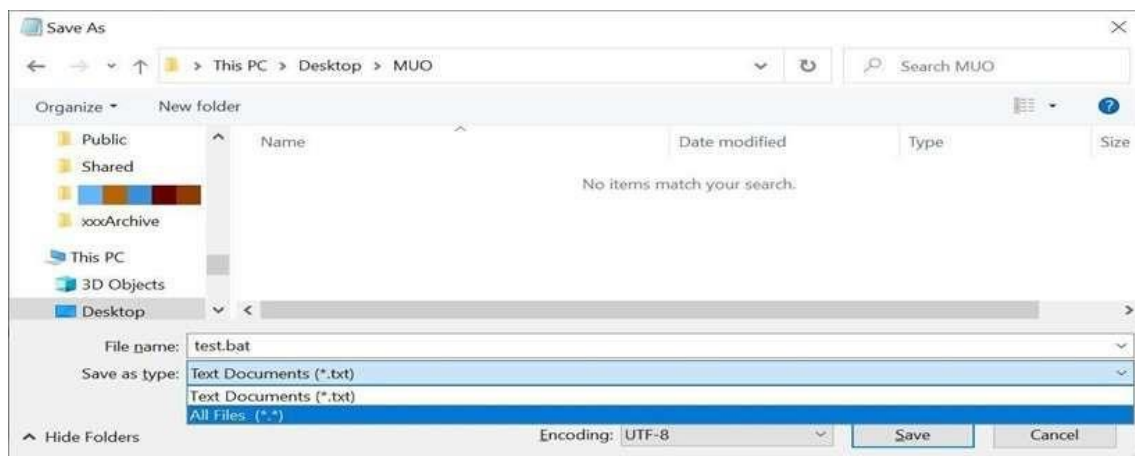 Save As
This PC > Desktop > MUO
Search MUO
Organize
New folder
Public
Shared
xxxArchive
This PC
3D Objects
Desktop
Name
Date modified
Type
Size
No items match your search.
File name: test.bat
Save as type: Text Documents (*.txt)
Text Documents (*.txt)
All Files (*.*)
Hide Folders
Encoding: UTF-8
Save
Cancel